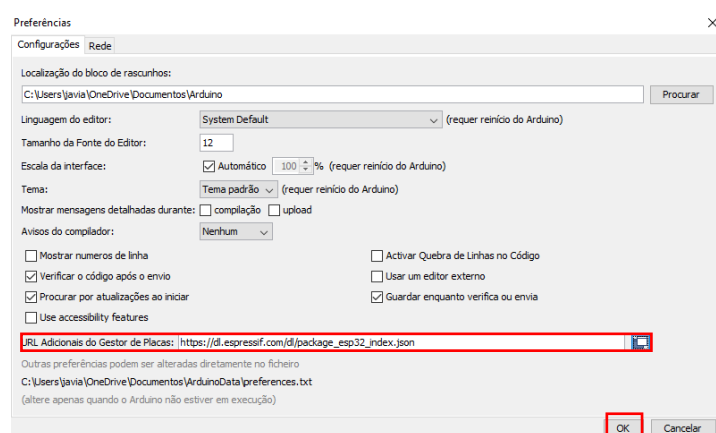 Preferências
Configurações Rede
Localização do bloco de rascunhos:
C:\Users\javia\OneDrive\Documentos\Arduino Procurar
Linguagem do editor: System Default (requer reinício do Arduino)
Tamanho da Fonte do Editor: 12
Escala da interface: Automático 100 % (requer reinício do Arduino)
Tema: Tema padrão (requer reinício do Arduino)
Mostrar mensagens detalhadas durante: compilação upload
Avisos do compilador: Nenhum
Mostrar numeros de linha Activar Quebra de Linhas no Código
Verificar o código após o envio Usar um editor externo
Procurar por atualizações ao iniciar Guardar enquanto verifica ou envia
Use accessibility features
URL Adicionais do Gestor de Placas: https://dl.espressif.com/dl/package_esp32_index.json
Outras preferências podem ser alteradas diretamente no ficheiro
C:\Users\javia\OneDrive\Documentos\ArduinoData\preferences.txt
(altere apenas quando o Arduino não estiver em execução)
OK Cancelar